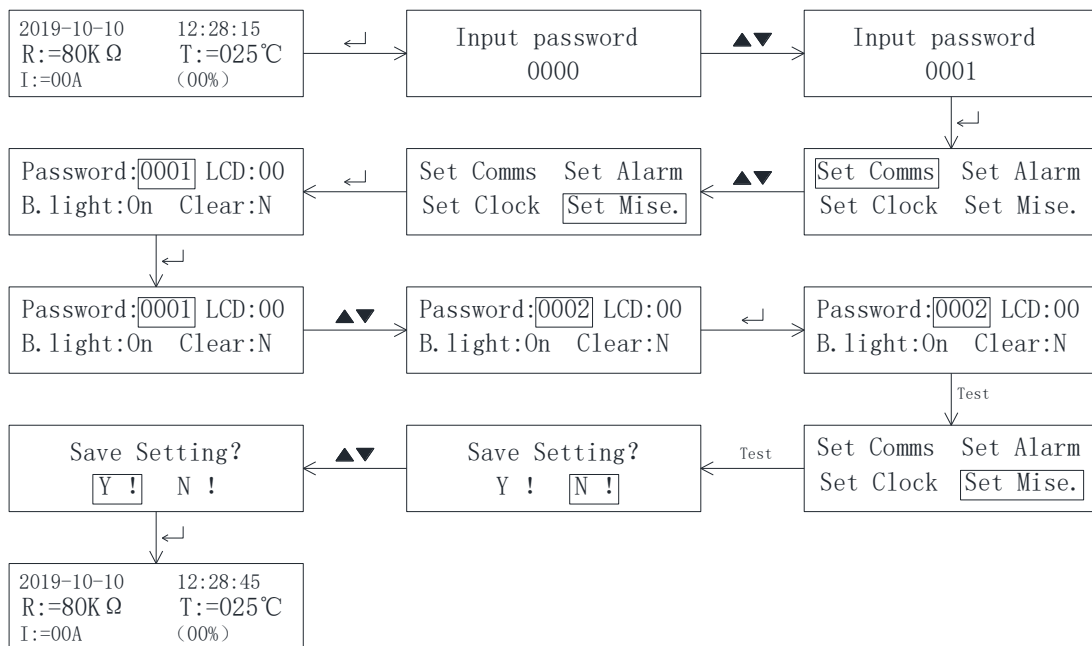 2019-10-10 12:28:15
R:=80KΩ T:=025℃
I:=00A (00%)
Input password
0000
Input password
0001
Password:0001 LCD:00
B.light:On Clear:N
Set Comms Set Alarm
Set Clock Set Mise.
Set Comms Set Alarm
Set Clock Set Mise.
Password:0001 LCD:00
B.light:On Clear:N
Password:0002 LCD:00
B.light:On Clear:N
Password:0002 LCD:00
B.light:On Clear:N
Test
Save Setting?
Y ! N !
Save Setting?
Y ! N !
Test
Set Comms Set Alarm
Set Clock Set Mise.
2019-10-10 12:28:45
R:=80KΩ T:=025℃
I:=00A (00%)